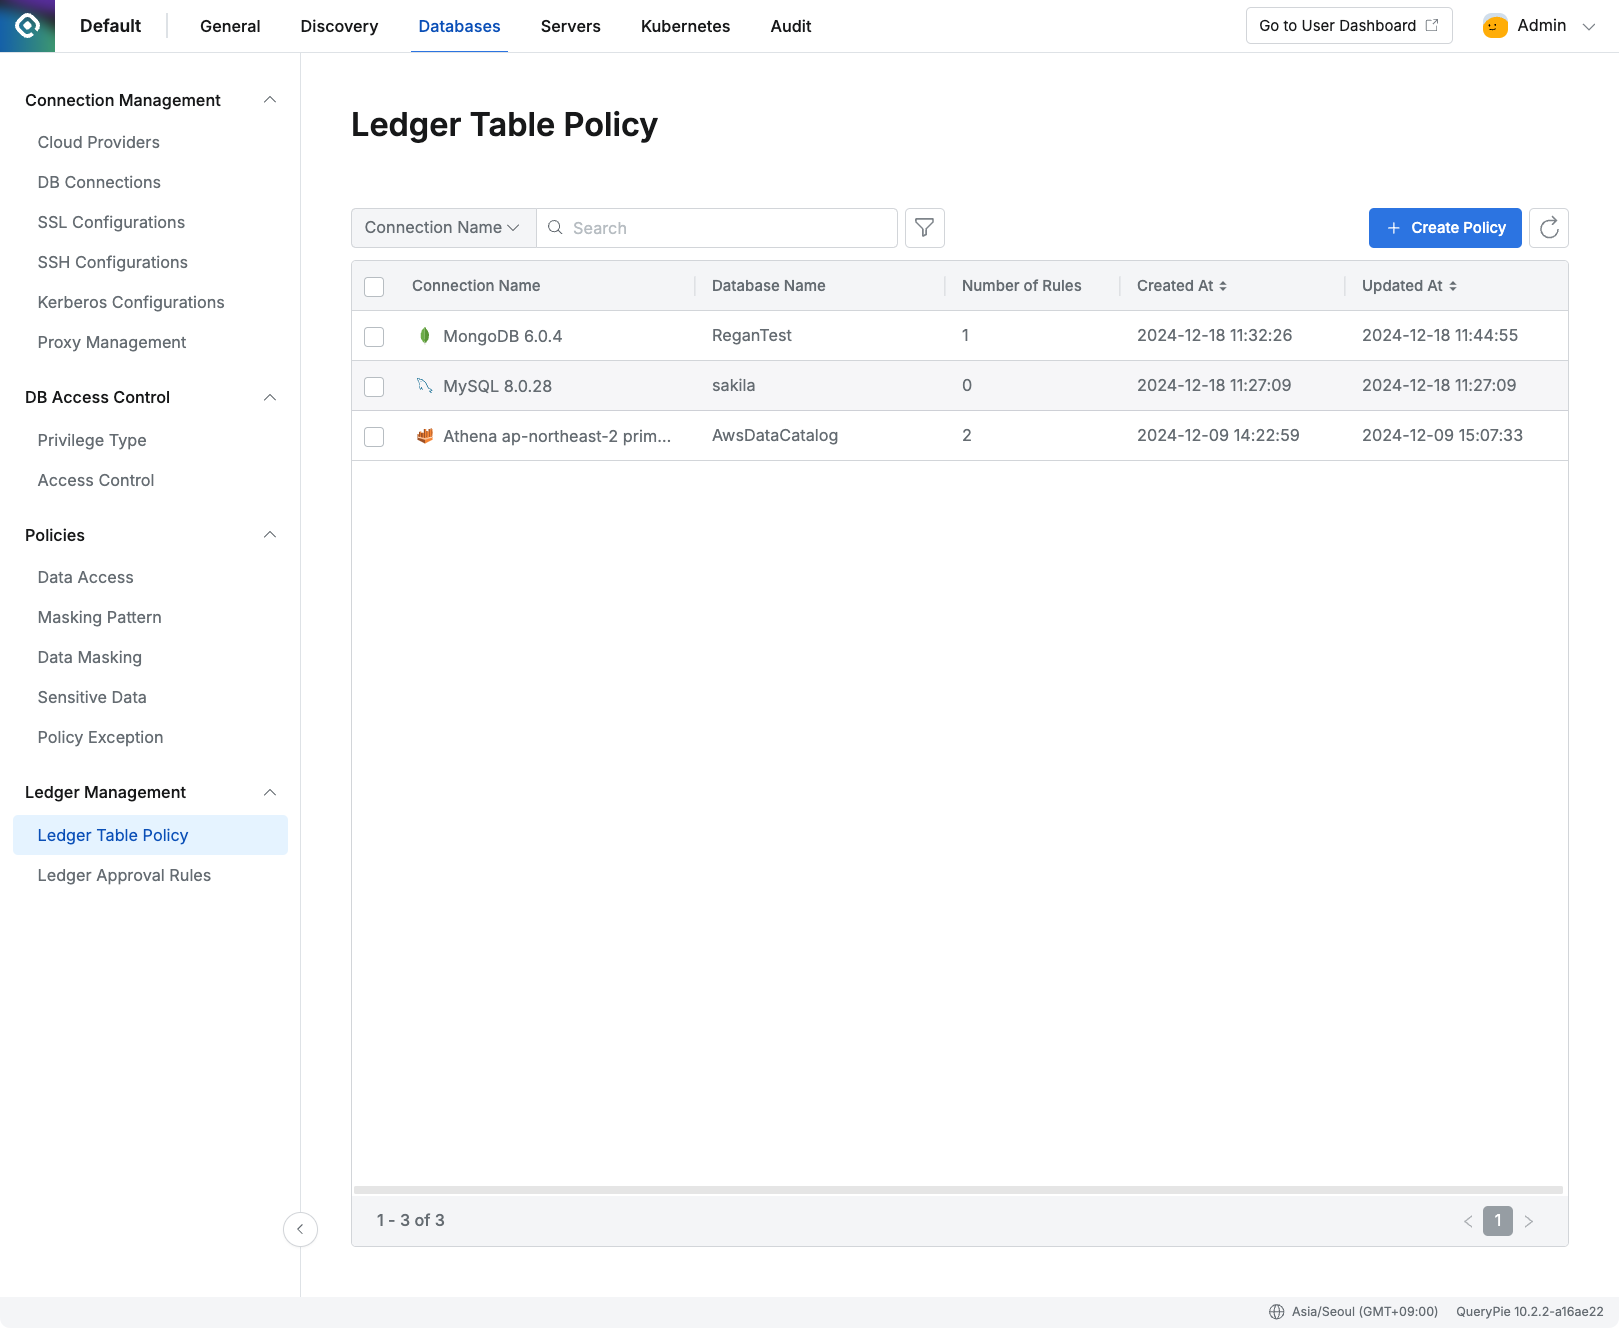 Default
General
Discovery
Databases
Servers
Kubernetes
Audit
Go to User Dashboard
Admin
Connection Management
Cloud Providers
DB Connections
SSL Configurations
SSH Configurations
Kerberos Configurations
Proxy Management
DB Access Control
Privilege Type
Access Control
Policies
Data Access
Masking Pattern
Data Masking
Sensitive Data
Policy Exception
Ledger Management
Ledger Table Policy
Ledger Approval Rules
Ledger Table Policy
Connection Name
Search
Create Policy
Connection Name Database Name Number of Rules Created At Updated At
MongoDB 6.0.4 ReganTest 1 2024-12-18 11:32:26 2024-12-18 11:44:55
MySQL 8.0.28 sakila 0 2024-12-18 11:27:09 2024-12-18 11:27:09
Athena ap-northeast-2 prim... AwsDataCatalog 2 2024-12-09 14:22:59 2024-12-09 15:07:33
1 - 3 of 3
1
Asia/Seoul (GMT+09:00)
QueryPie 10.2.2-a16ae22